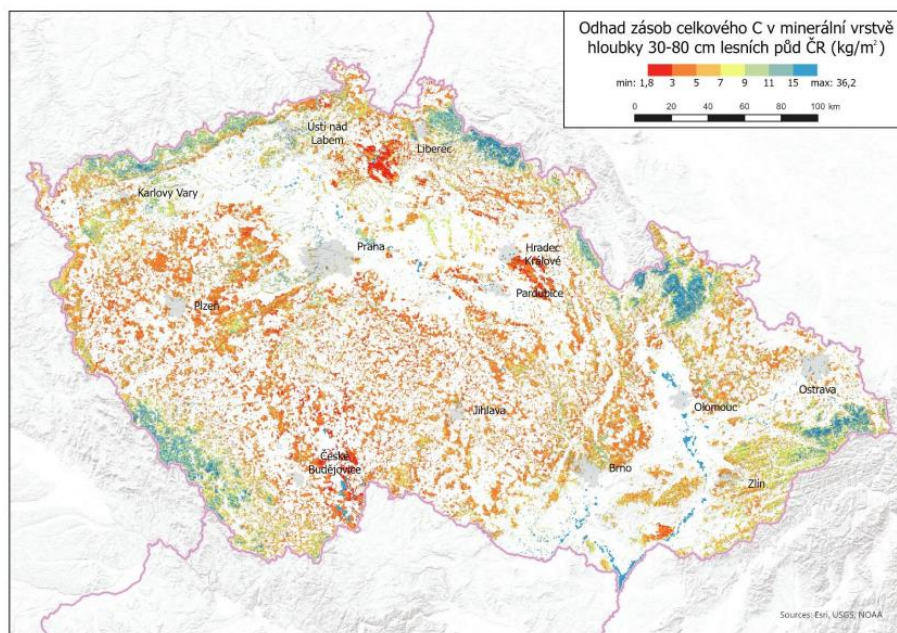 Odhad zásob celkového C v minerální vrstvě
hloubky 30-80 cm lesních půd ČR (kg/m²)
min: 1,8 3 5 7 9 11 15 max: 36,2
0 20 40 60 80 100 km
Ústí nad
Labem
Liberec
Karlovy Vary
Praha
Hradec
Králové
Pardubice
Plzeň
Ostrava
Jihlava
Olomouc
České
Budějovice
Brno
Zlín
Sources: Esri, USGS, NOAA